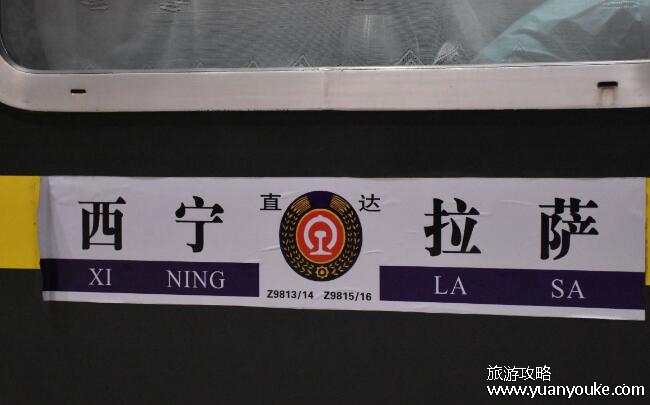 西宁 直达 拉萨
XI NING LA SA
Z9813/14 Z9815/16
旅游攻略
www.yuanyouke.com